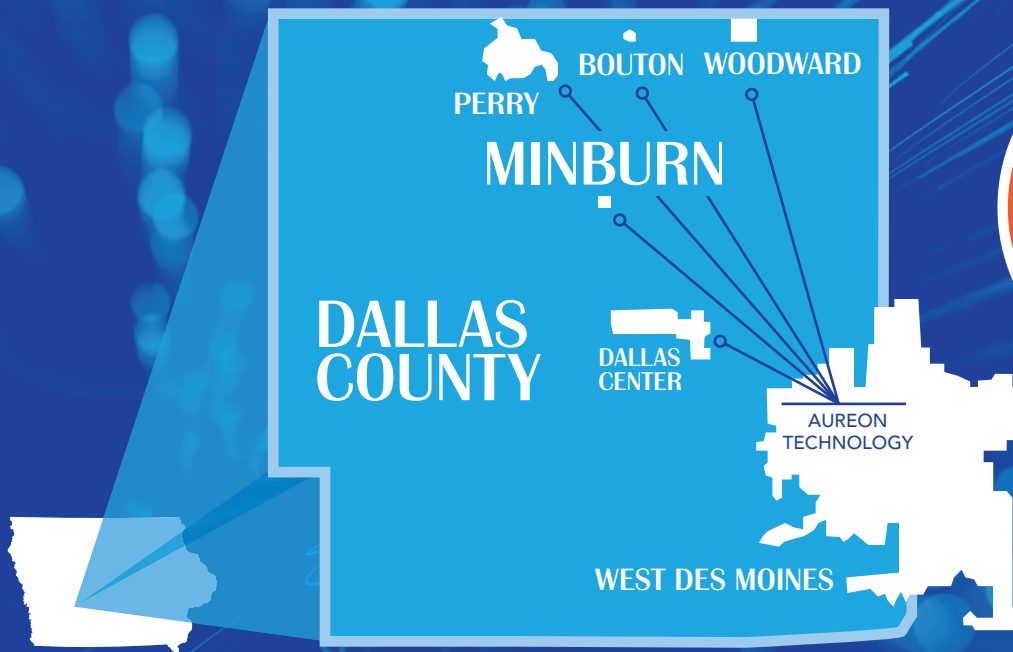 BOUTON
WOODWARD
PERRY
MINBURN
DALLAS
COUNTY
DALLAS
CENTER
AUREON
TECHNOLOGY
WEST DES MOINES